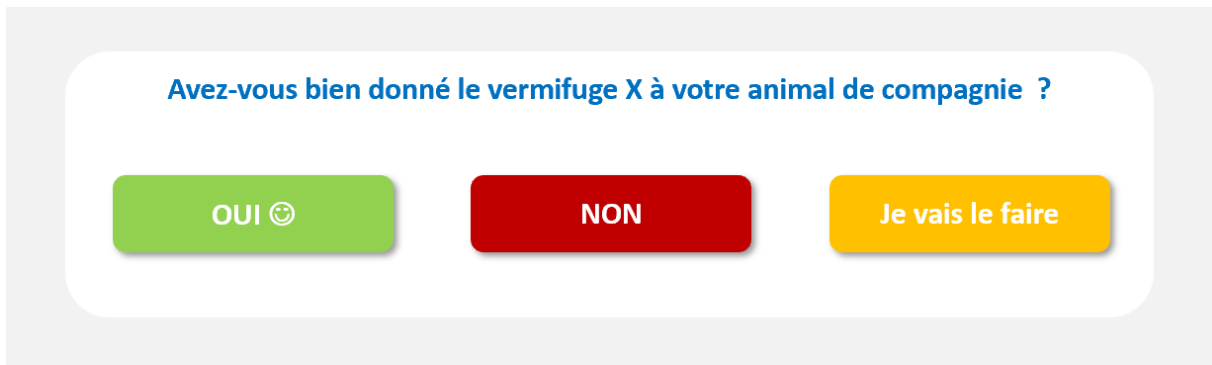 Avez-vous bien donné le vermifuge X à votre animal de compagnie  ?
OUI ☺
NON
Je vais le faire